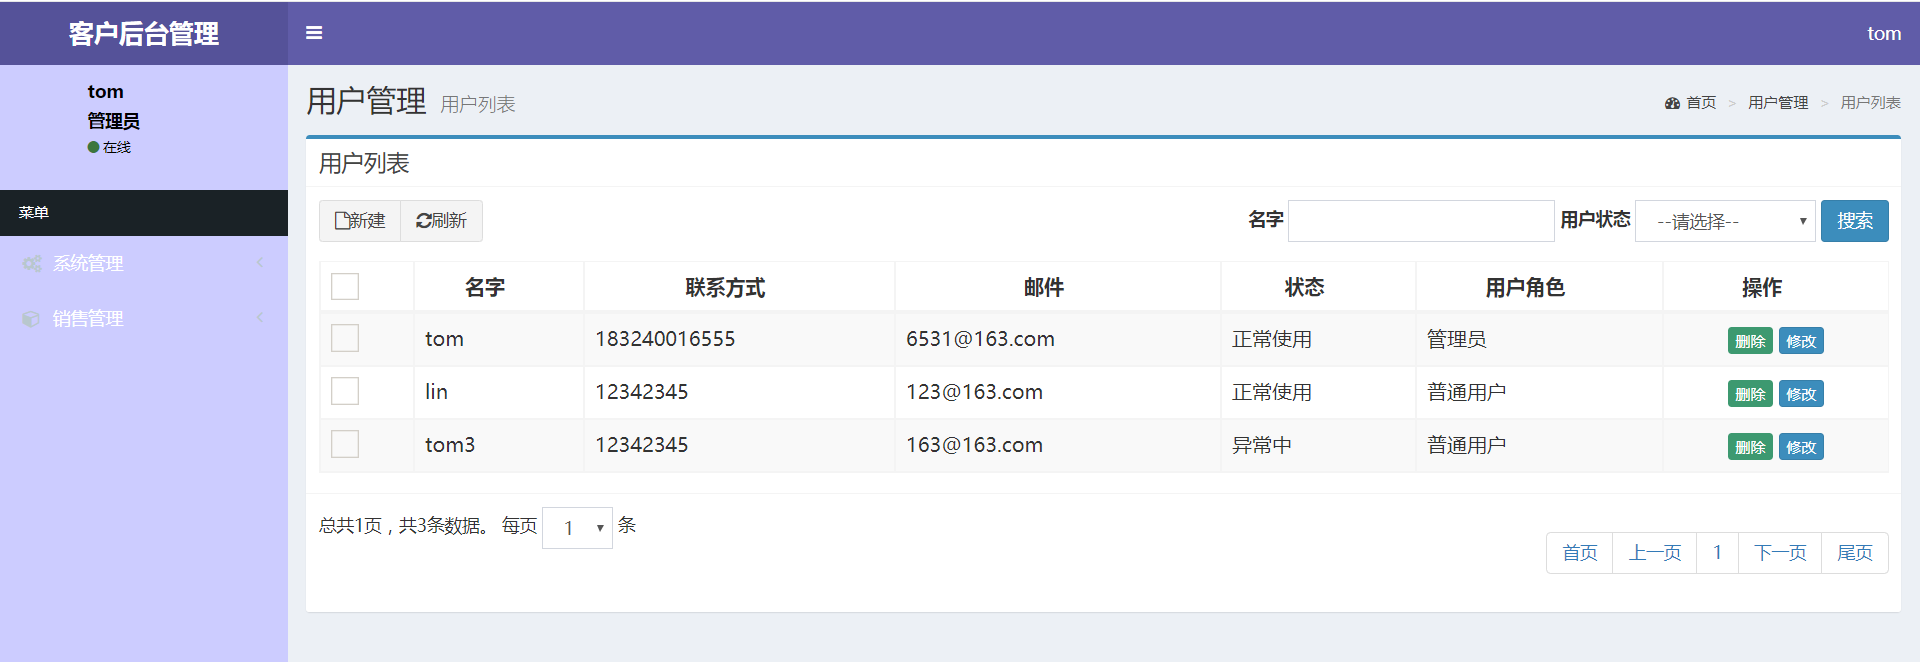 客户后台管理
tom
tom
管理员
在线
菜单
系统管理
销售管理
用户管理 用户列表
首页 > 用户管理 > 用户列表
用户列表
新建 刷新 名字 用户状态 --请选择-- 搜索
名字 联系方式 邮件 状态 用户角色 操作
tom 183240016555 6531@163.com 正常使用 管理员 删除 修改
lin 12342345 123@163.com 正常使用 普通用户 删除 修改
tom3 12342345 163@163.com 异常中 普通用户 删除 修改
总共1页，共3条数据。 每页 1 条
首页 上一页 1 下一页 尾页